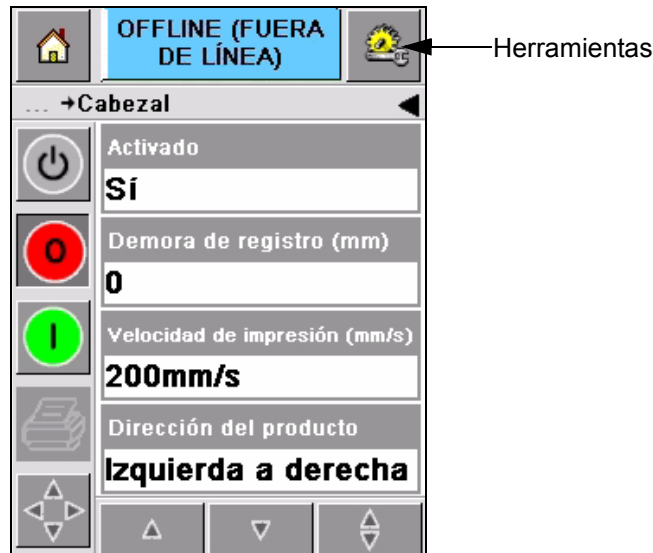 OFFLINE (FUERA
DE LÍNEA)
Herramientas
... →Cabezal
Activado
Sí
Demora de registro (mm)
0
Velocidad de impresión (mm/s)
200mm/s
Dirección del producto
Izquierda a derecha